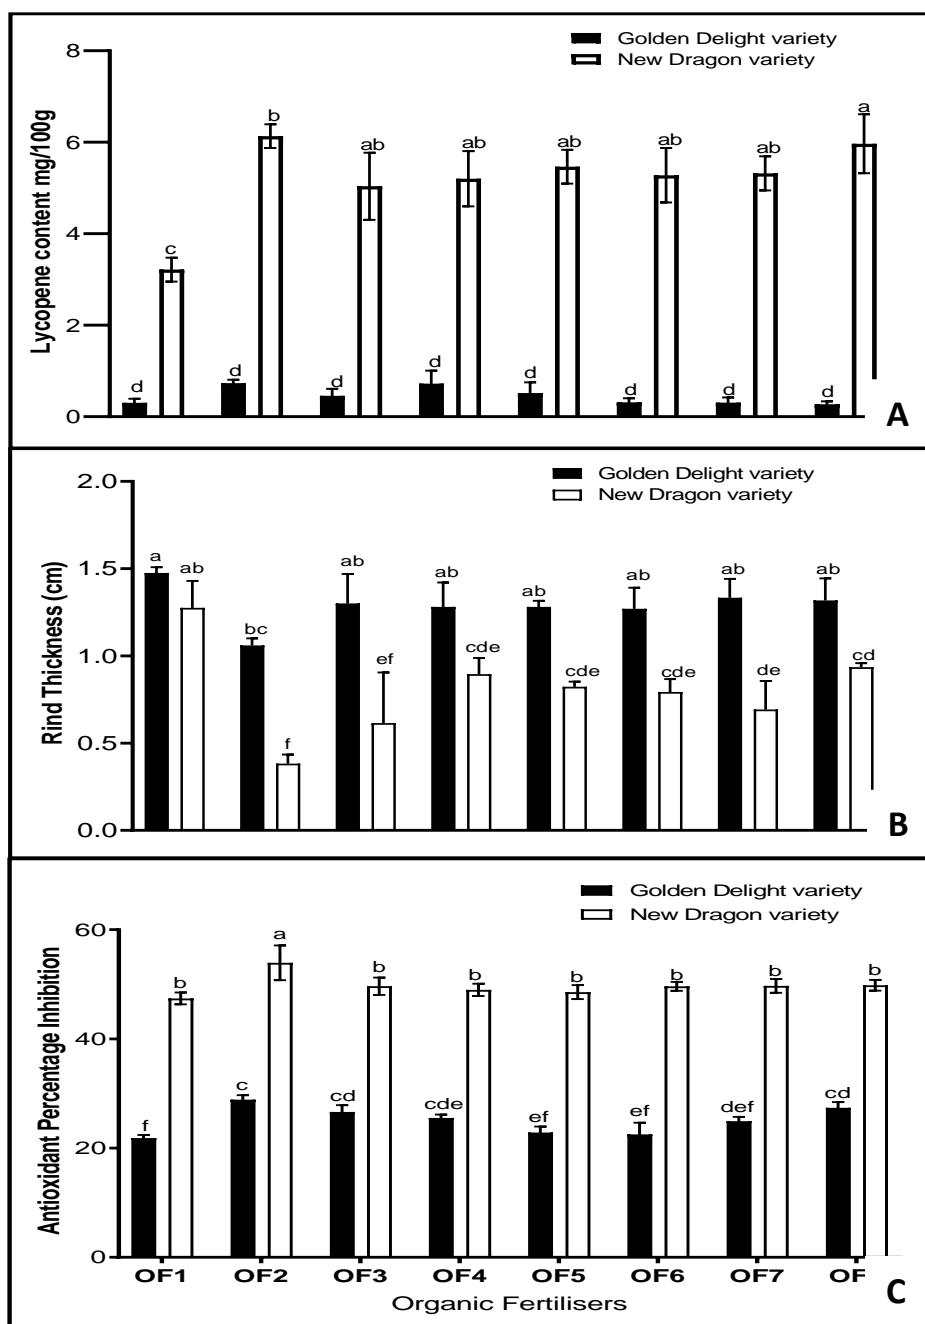 Golden Delight variety
New Dragon variety
Lycopene content mg/100g
8
6
4
2
0
d
c
d
b
d
ab
d
ab
d
ab
d
ab
d
ab
d
a
A
Golden Delight variety
New Dragon variety
Rind Thickness (cm)
2.0
1.5
1.0
0.5
0.0
a
ab
bc
f
ab
ef
ab
cde
ab
cde
ab
cde
ab
de
ab
cd
B
Golden Delight variety
New Dragon variety
Antioxidant Percentage Inhibition
60
40
20
0
f
b
c
a
cd
b
cde
b
ef
b
ef
b
def
b
cd
b
OF1 OF2 OF3 OF4 OF5 OF6 OF7 OF
Organic Fertilisers
C